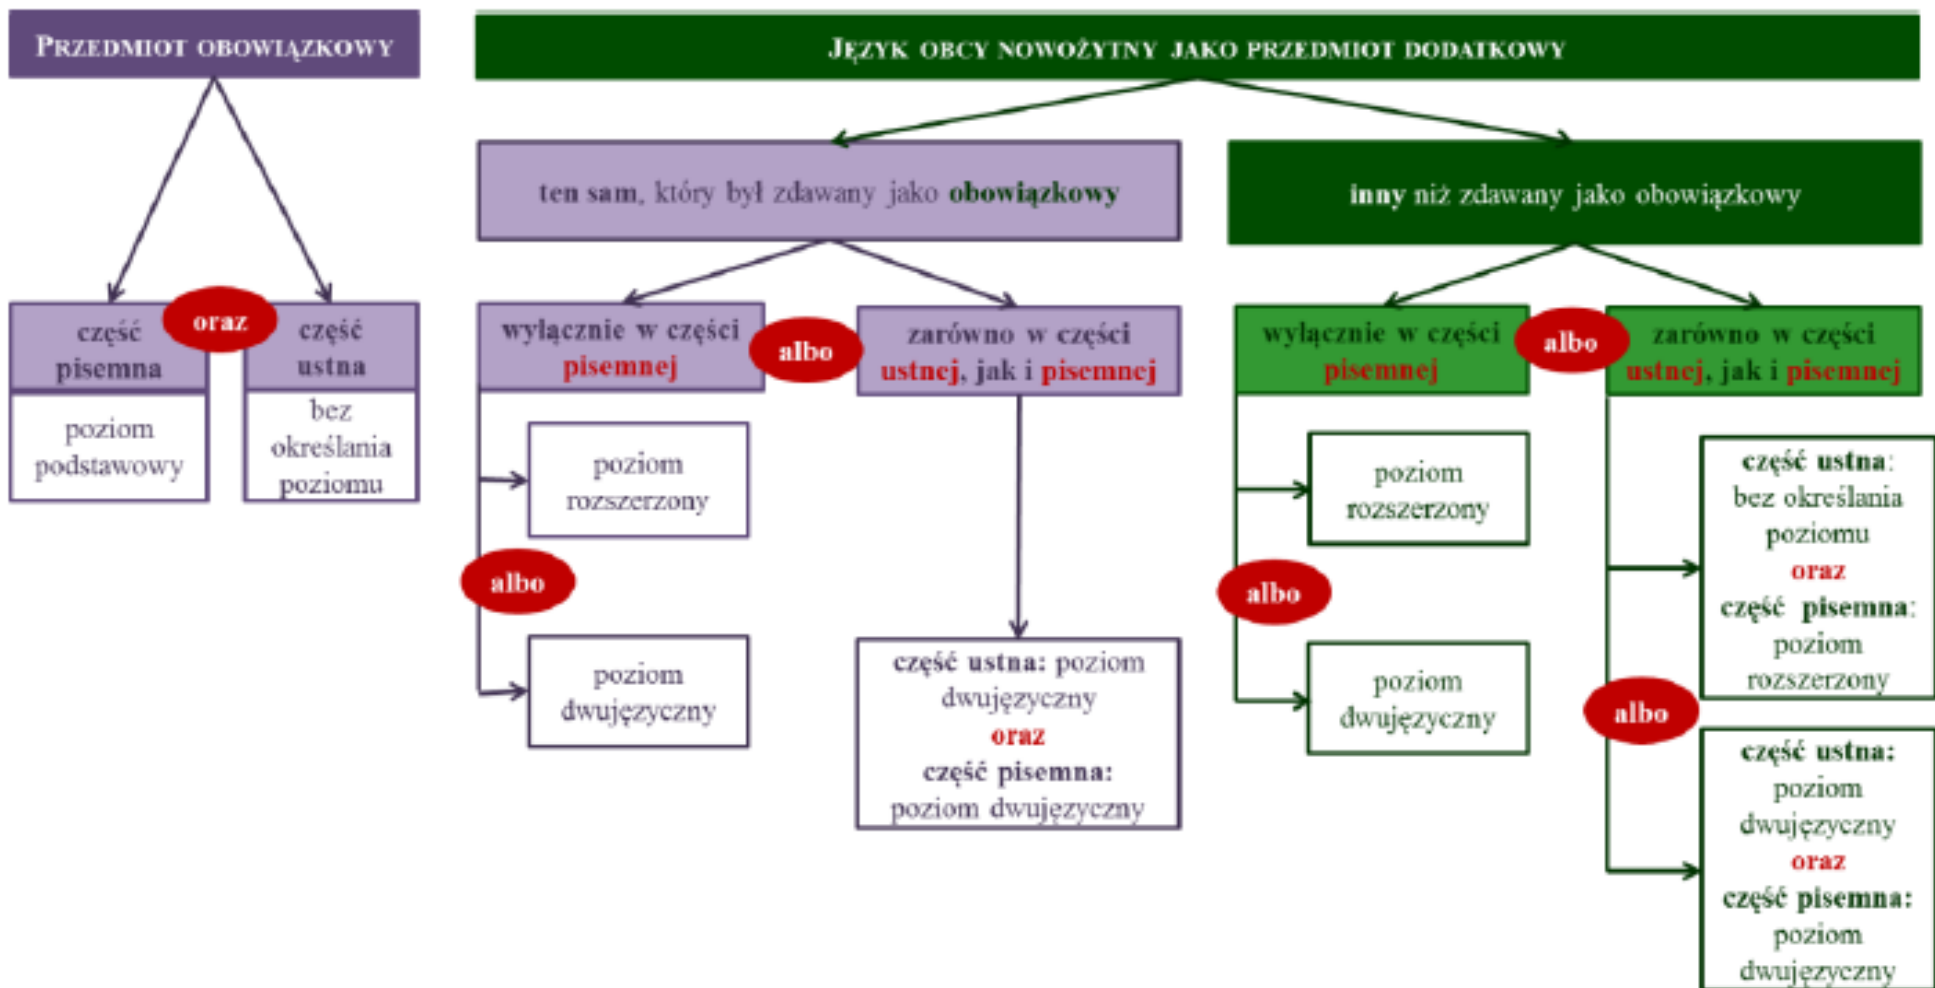 PRZEDMIOT OBOWIĄZKOWY
część
pisemna
oraz
część
ustna
poziom
podstawowy
bez
określania
poziomu
JĘZYK OBCY NOWOŻYTNY JAKO PRZEDMIOT DODATKOWY
ten sam, który był zdawany jako obowiązkowy
wyłącznie w części
pisemnej
albo
zarówno w części
ustnej, jak i pisemnej
poziom
rozszerzony
albo
poziom
dwujęzyczny
część ustna: poziom
dwujęzyczny
oraz
część pisemna:
poziom dwujęzyczny
inny niż zdawany jako obowiązkowy
wyłącznie w części
pisemnej
albo
zarówno w części
ustnej, jak i pisemnej
poziom
rozszerzony
albo
poziom
dwujęzyczny
część ustna:
bez określania
poziomu
oraz
część pisemna:
poziom
rozszerzony
albo
część ustna:
poziom
dwujęzyczny
oraz
część pisemna:
poziom
dwujęzyczny